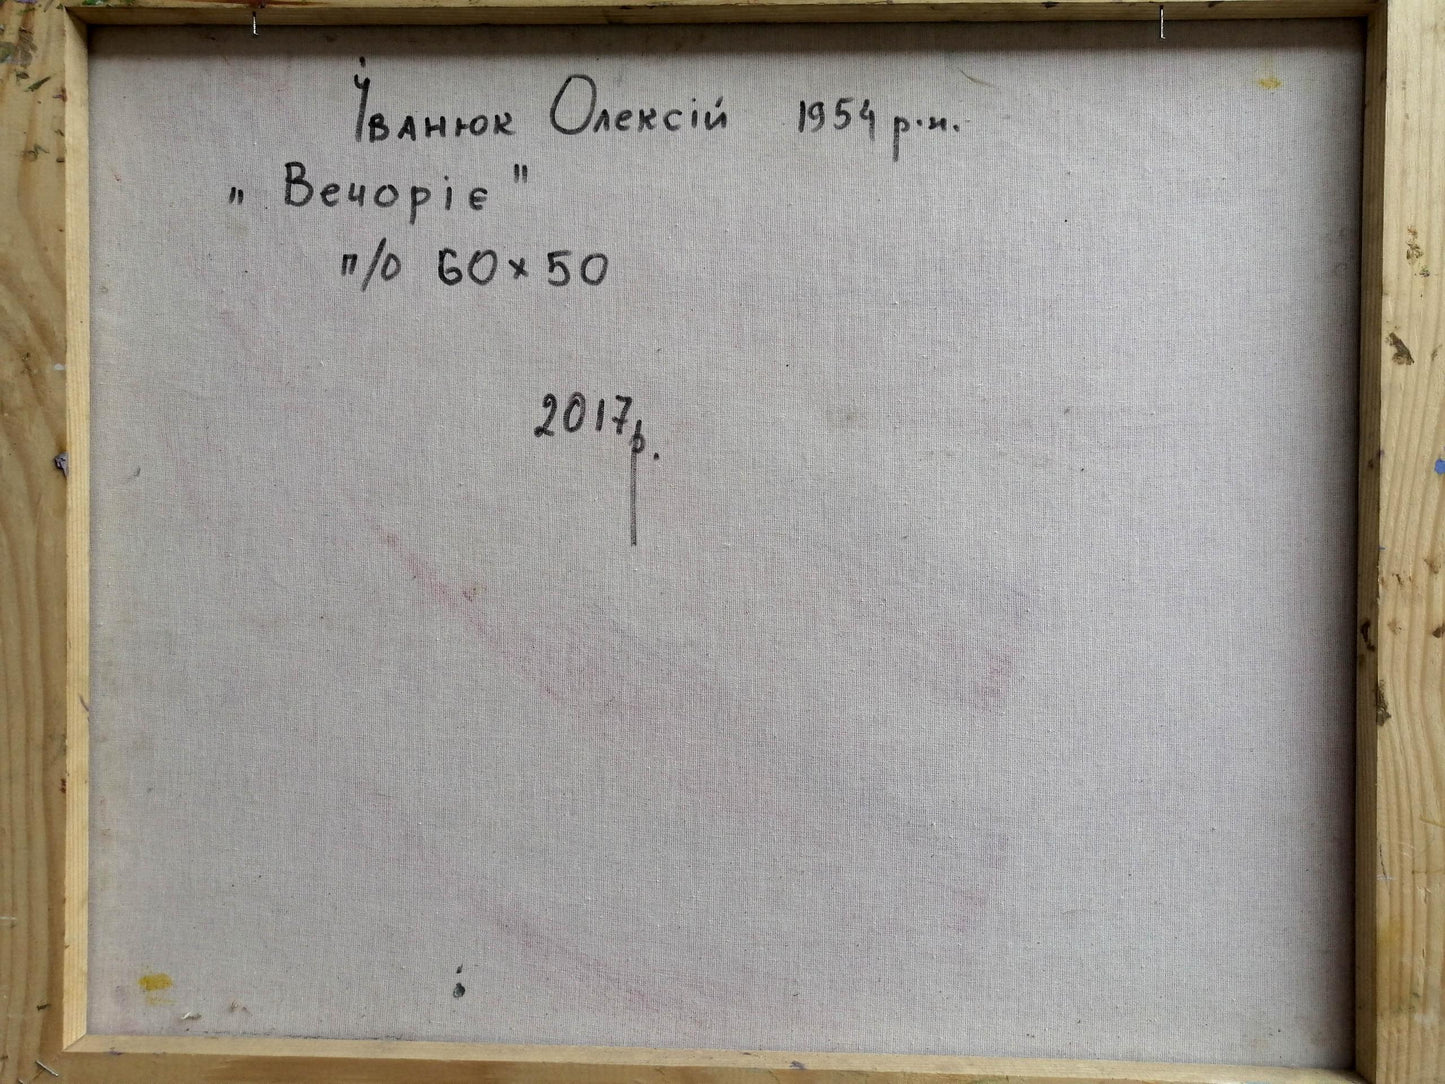 Іванюк Олексій 1954 р.н.
„Вечоріє"
п/о 60×50
2017р.